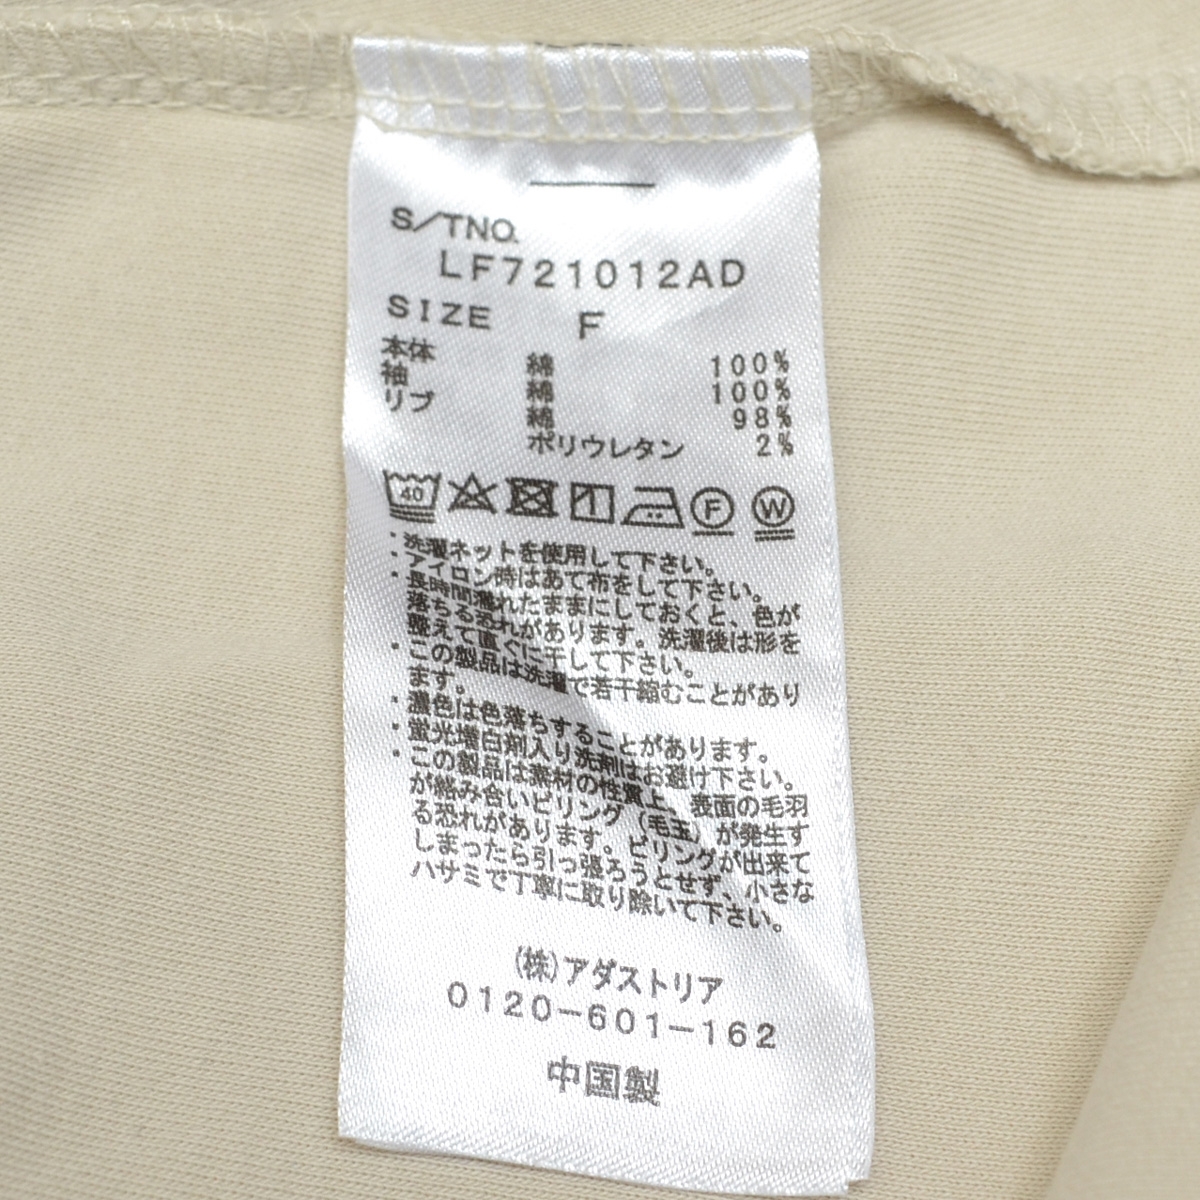 S/TNO.
LF721012AD
SIZE F
本体 綿 100%
袖 綿 100%
リブ 綿 98%
ポリウレタン 2%
40 F W
・洗濯ネットを使用して下さい。
・アイロン時はあて布をして下さい。
・長時間濡れたままにしておくと、色が
落ちる恐れがあります。洗濯後は形を
整えて直ぐに干して下さい。
・この製品は洗濯で若干縮むことがあり
ます。
・濃色は色落ちすることがあります。
・蛍光増白剤入り洗剤はお避け下さい。
・この製品は素材の性質上、表面の毛羽
が絡み合いピリング(毛玉)が発生す
る恐れがあります。ピリングが出来て
しまったら引っ張ろうとせず、小さな
ハサミで丁寧に取り除いて下さい。
(株)アダストリア
0120-601-162
中国製